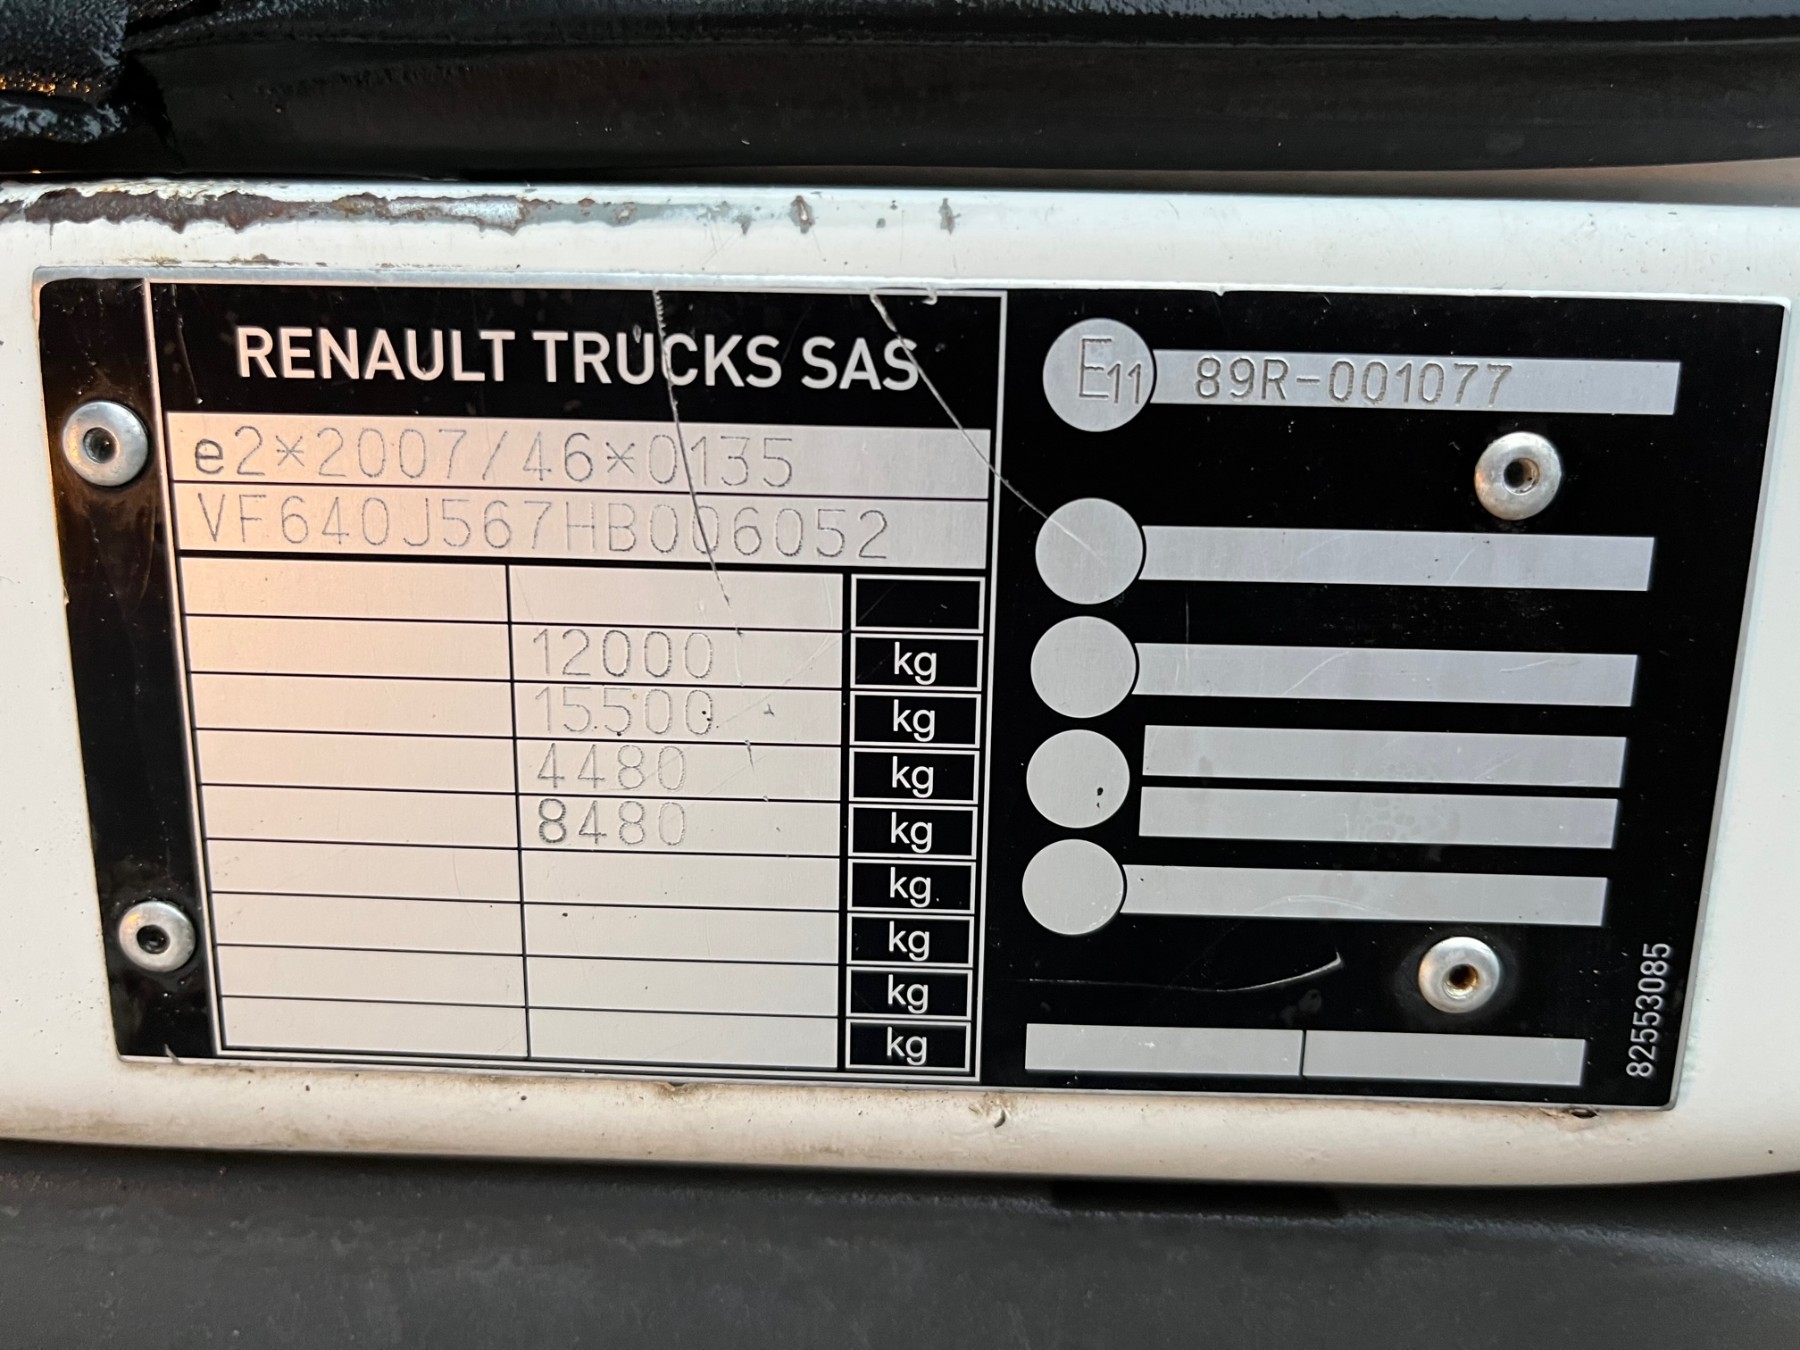 RENAULT TRUCKS SAS
e2*2007/46*0135
VF640J567HB006052
12000 kg
15500 kg
4480 kg
8480 kg
kg
kg
kg
kg
E11 89R-001077
82553085